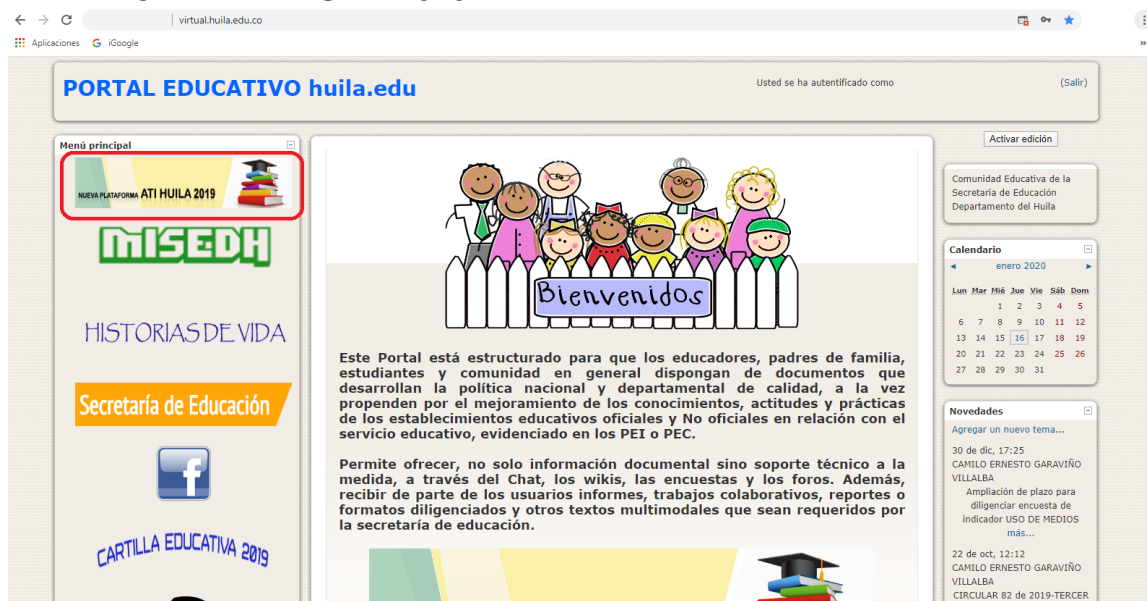 virtual.huila.edu.co
Aplicaciones
iGoogle
PORTAL EDUCATIVO huila.edu
Usted se ha autentificado como
(Salir)
Menú principal
NUEVA PLATAFORMA ATI HUILA 2019
MISEDH
HISTORIAS DE VIDA
Secretaría de Educación
f
CARTILLA EDUCATIVA 2019
Bienvenidos
Este Portal está estructurado para que los educadores, padres de familia,
estudiantes y comunidad en general dispongan de documentos que
desarrollan la política nacional y departamental de calidad, a la vez
propenden por el mejoramiento de los conocimientos, actitudes y prácticas
de los establecimientos educativos oficiales y No oficiales en relación con el
servicio educativo, evidenciado en los PEI o PEC.
Permite ofrecer, no solo información documental sino soporte técnico a la
medida, a través del Chat, los wikis, las encuestas y los foros. Además,
recibir de parte de los usuarios informes, trabajos colaborativos, reportes o
formatos diligenciados y otros textos multimodales que sean requeridos por
la secretaría de educación.
Activar edición
Comunidad Educativa de la
Secretaria de Educación
Departamento del Huila
Calendario
◄ enero 2020 ►
Lun Mar Mié Jue Vie Sáb Dom
1 2 3 4 5
6 7 8 9 10 11 12
13 14 15 16 17 18 19
20 21 22 23 24 25 26
27 28 29 30 31
Novedades
Agregar un nuevo tema...
30 de dic, 17:25
CAMILO ERNESTO GARAVIÑO
VILLALBA
Ampliación de plazo para
diligenciar encuesta de
indicador USO DE MEDIOS
más...
22 de oct, 12:12
CAMILO ERNESTO GARAVIÑO
VILLALBA
CIRCULAR 82 de 2019-TERCER